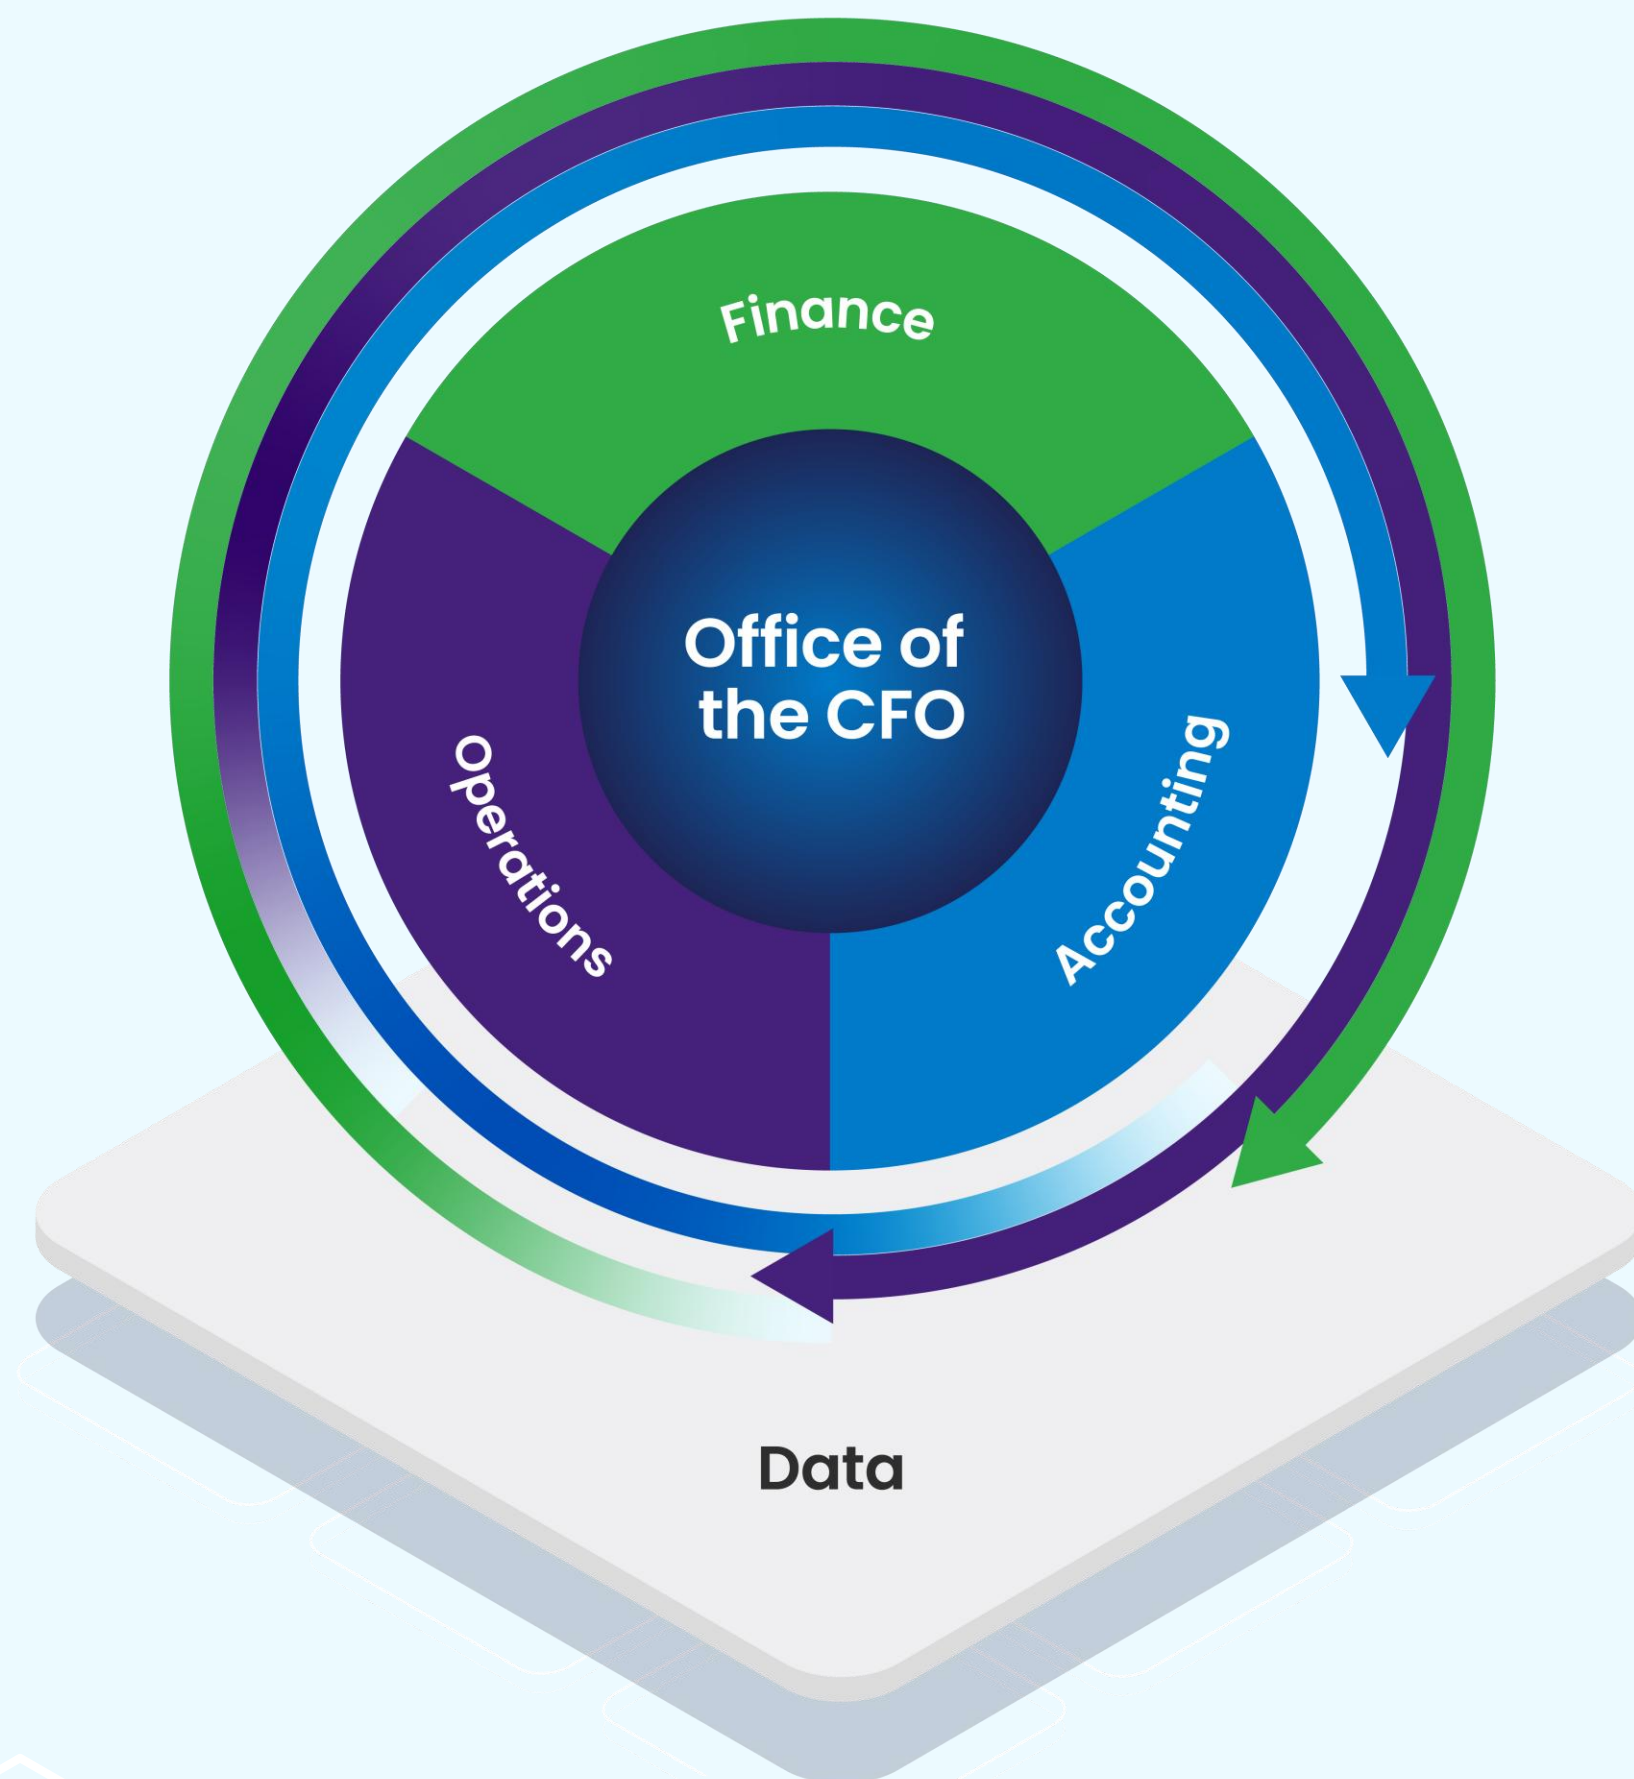 Finance
Office of
the CFO
Operations
Accounting
Data